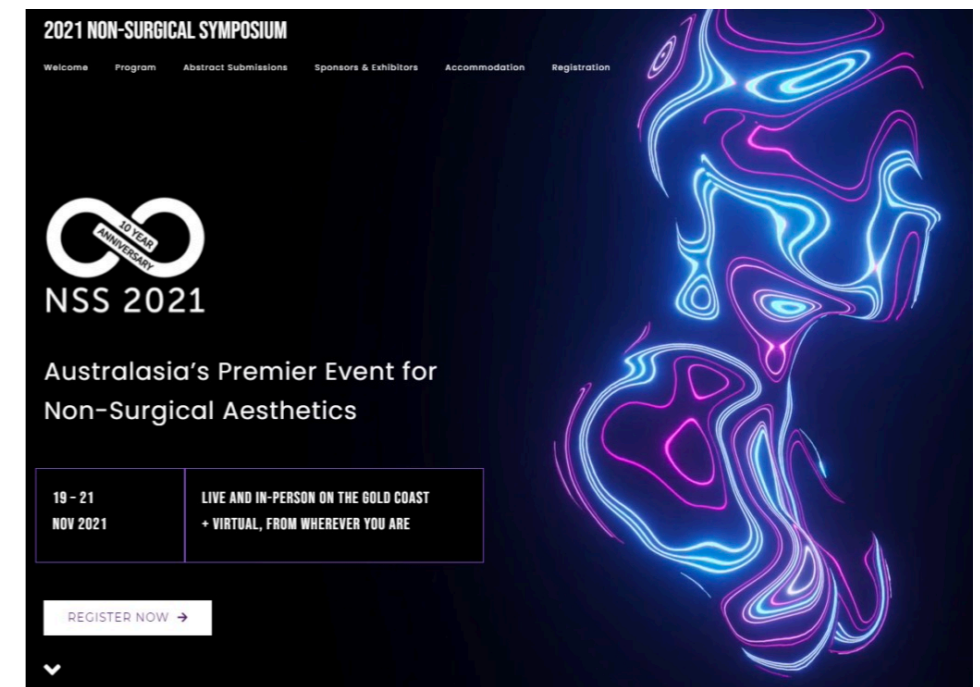 2021 NON-SURGICAL SYMPOSIUM
Welcome Program Abstract Submissions Sponsors & Exhibitors Accommodation Registration
10 YEAR
ANNIVERSARY
NSS 2021
Australasia's Premier Event for
Non-Surgical Aesthetics
19 - 21
NOV 2021
LIVE AND IN-PERSON ON THE GOLD COAST
+ VIRTUAL, FROM WHEREVER YOU ARE
REGISTER NOW →